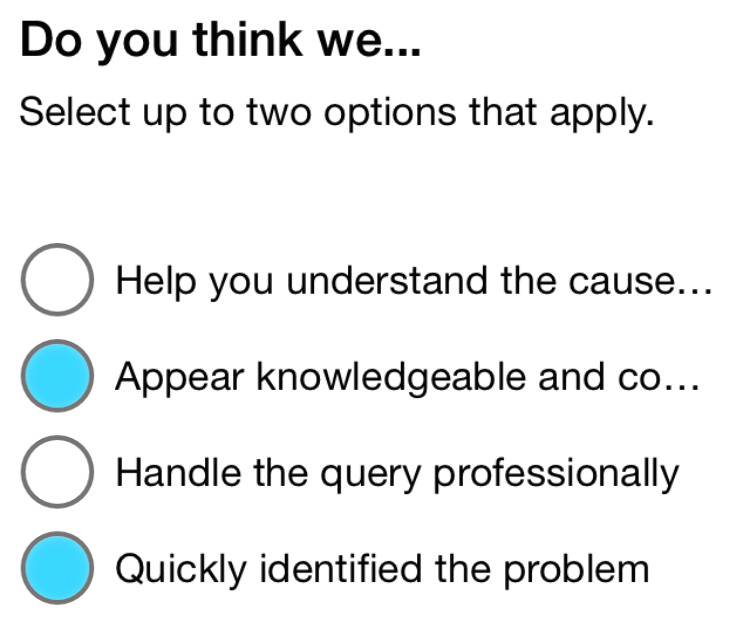 Do you think we...
Select up to two options that apply.
Help you understand the cause...
Appear knowledgeable and co...
Handle the query professionally
Quickly identified the problem